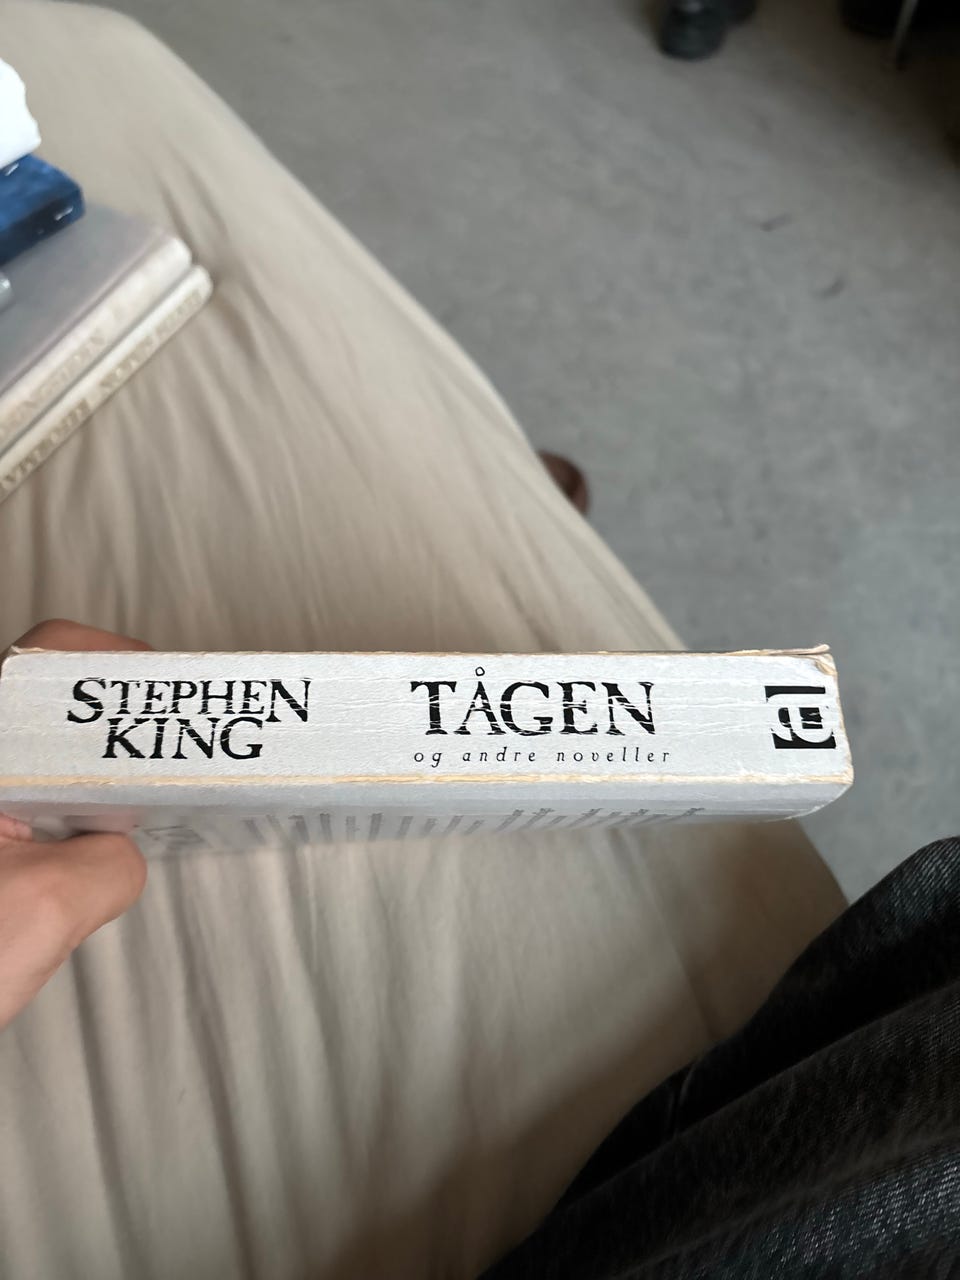 STEPHEN
KING
TÅGEN
og andre noveller